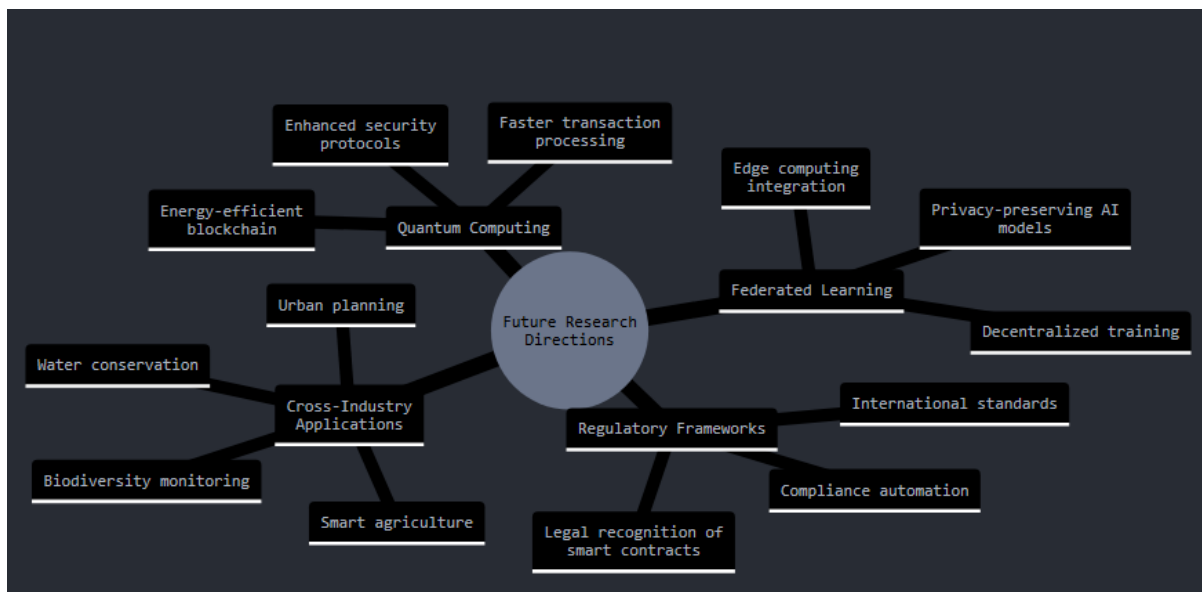 Enhanced security
protocols
Faster transaction
processing
Energy-efficient
blockchain
Quantum Computing
Edge computing
integration
Privacy-preserving AI
models
Federated Learning
Decentralized training
Future Research
Directions
Urban planning
Water conservation
Cross-Industry
Applications
Biodiversity monitoring
Smart agriculture
International standards
Regulatory Frameworks
Compliance automation
Legal recognition of
smart contracts